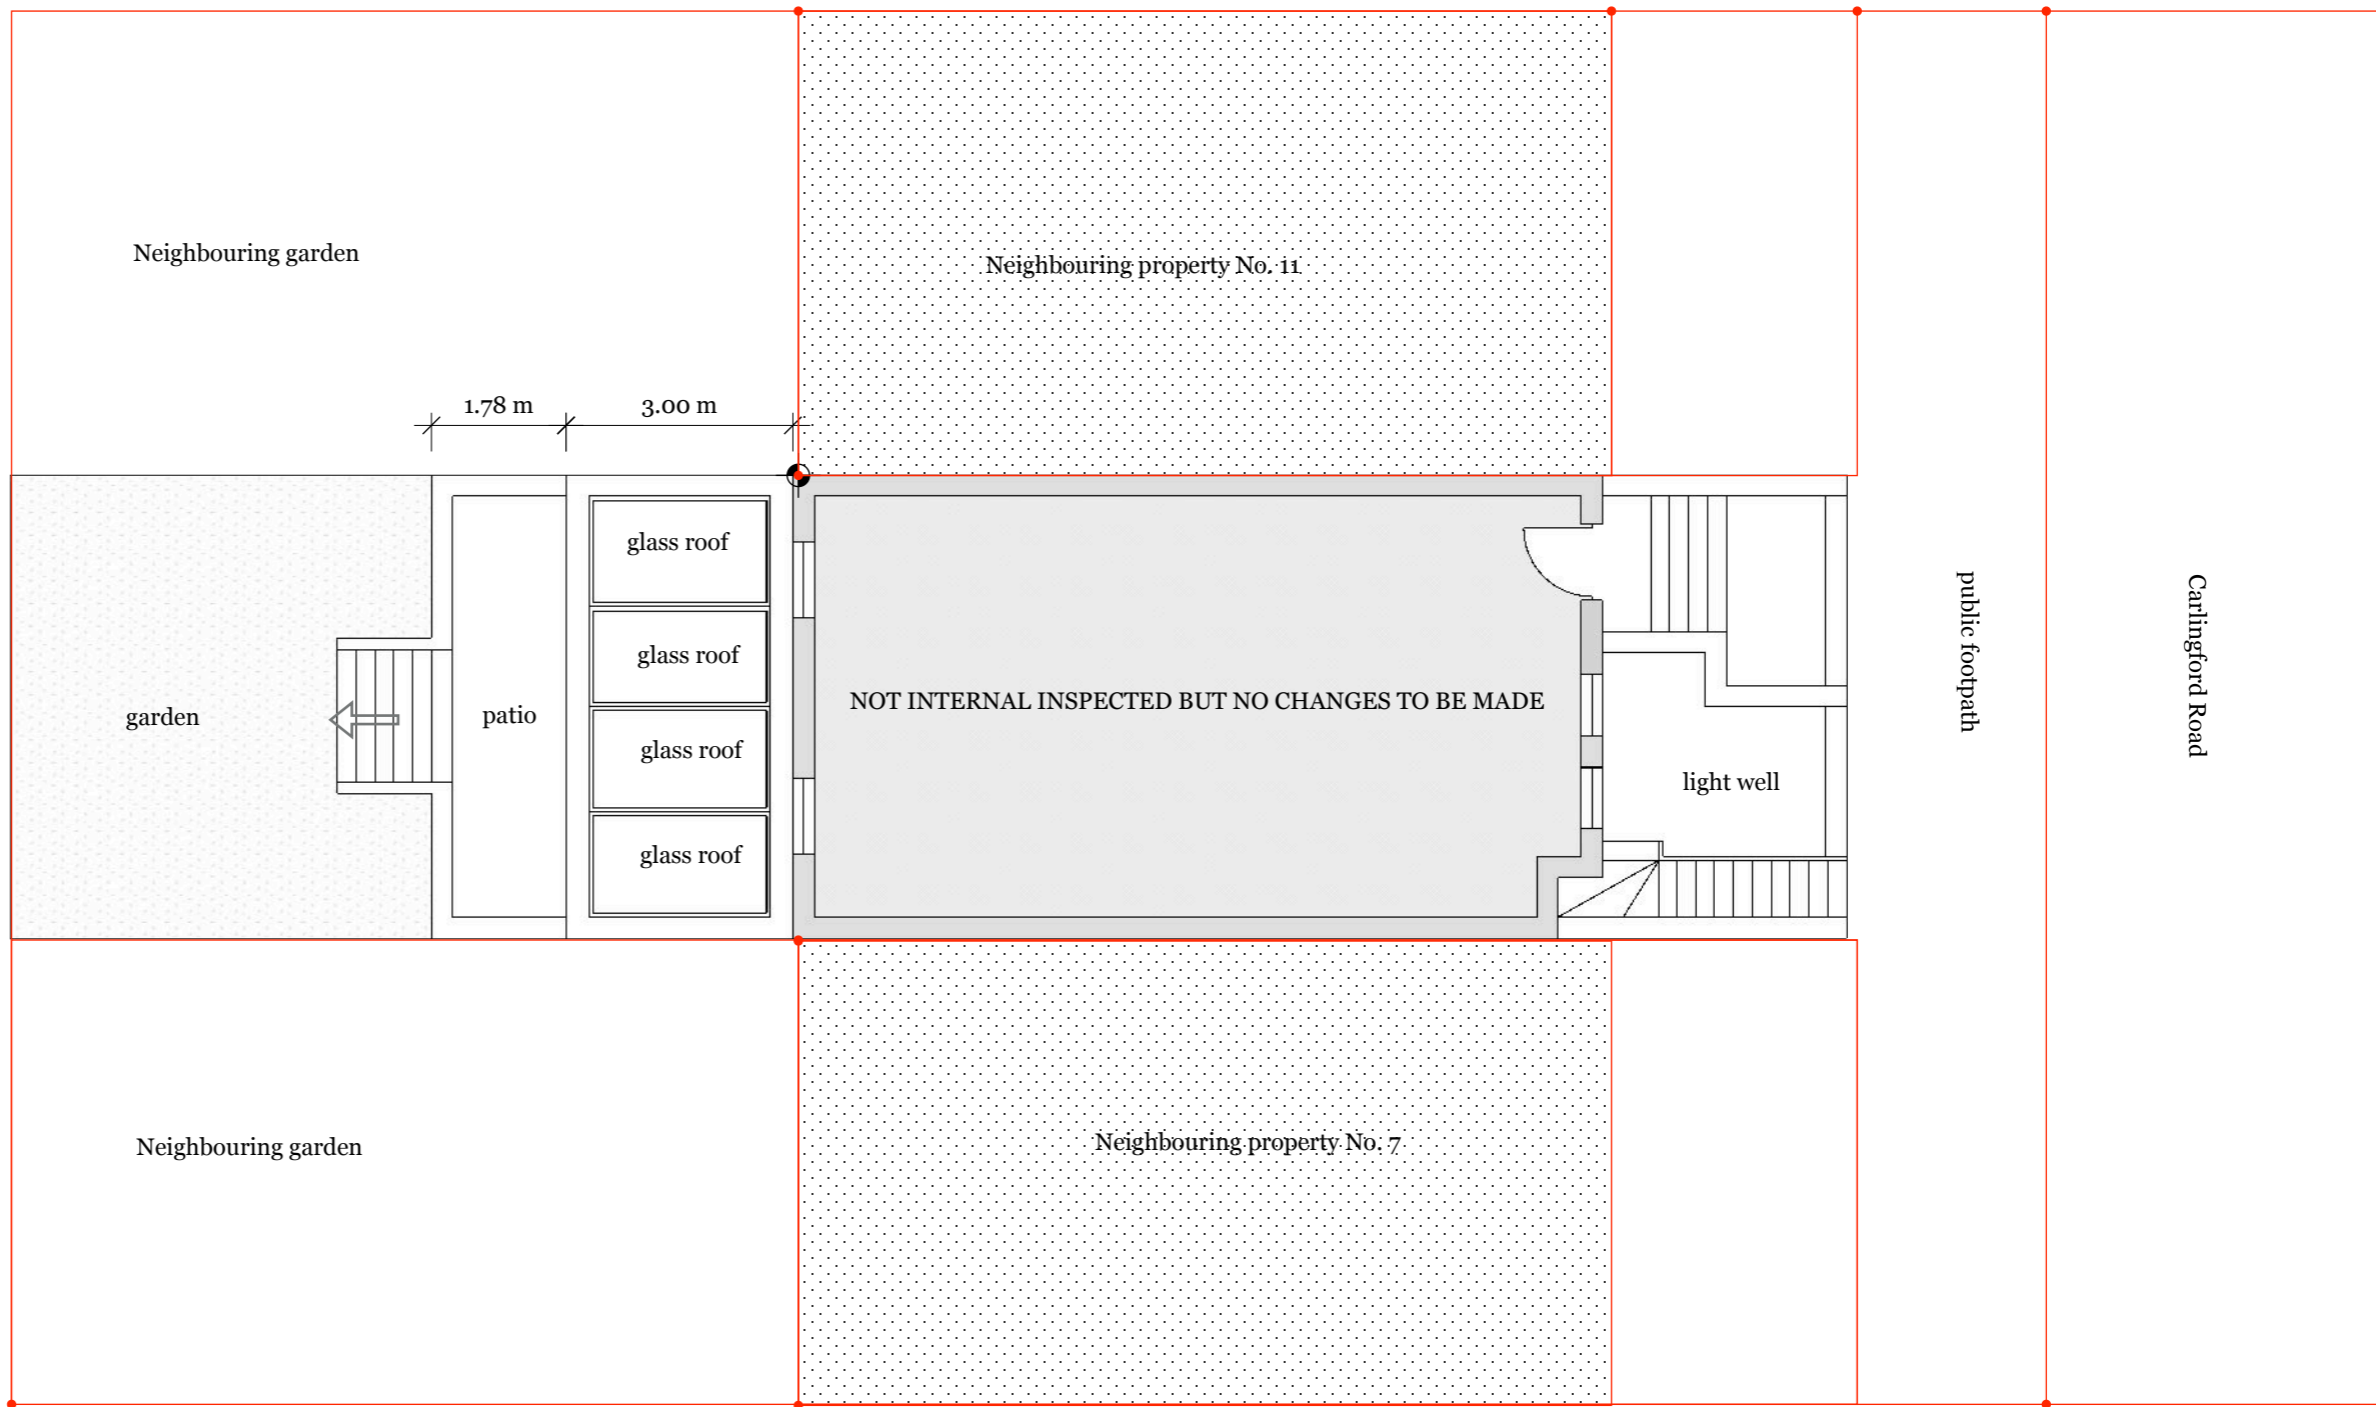 Neighbouring garden
Neighbouring property No. 11
1.78 m
3.00 m
glass roof
glass roof
glass roof
glass roof
garden
patio
NOT INTERNAL INSPECTED BUT NO CHANGES TO BE MADE
light well
public footpath
Carlingford Road
Neighbouring garden
Neighbouring property No. 7